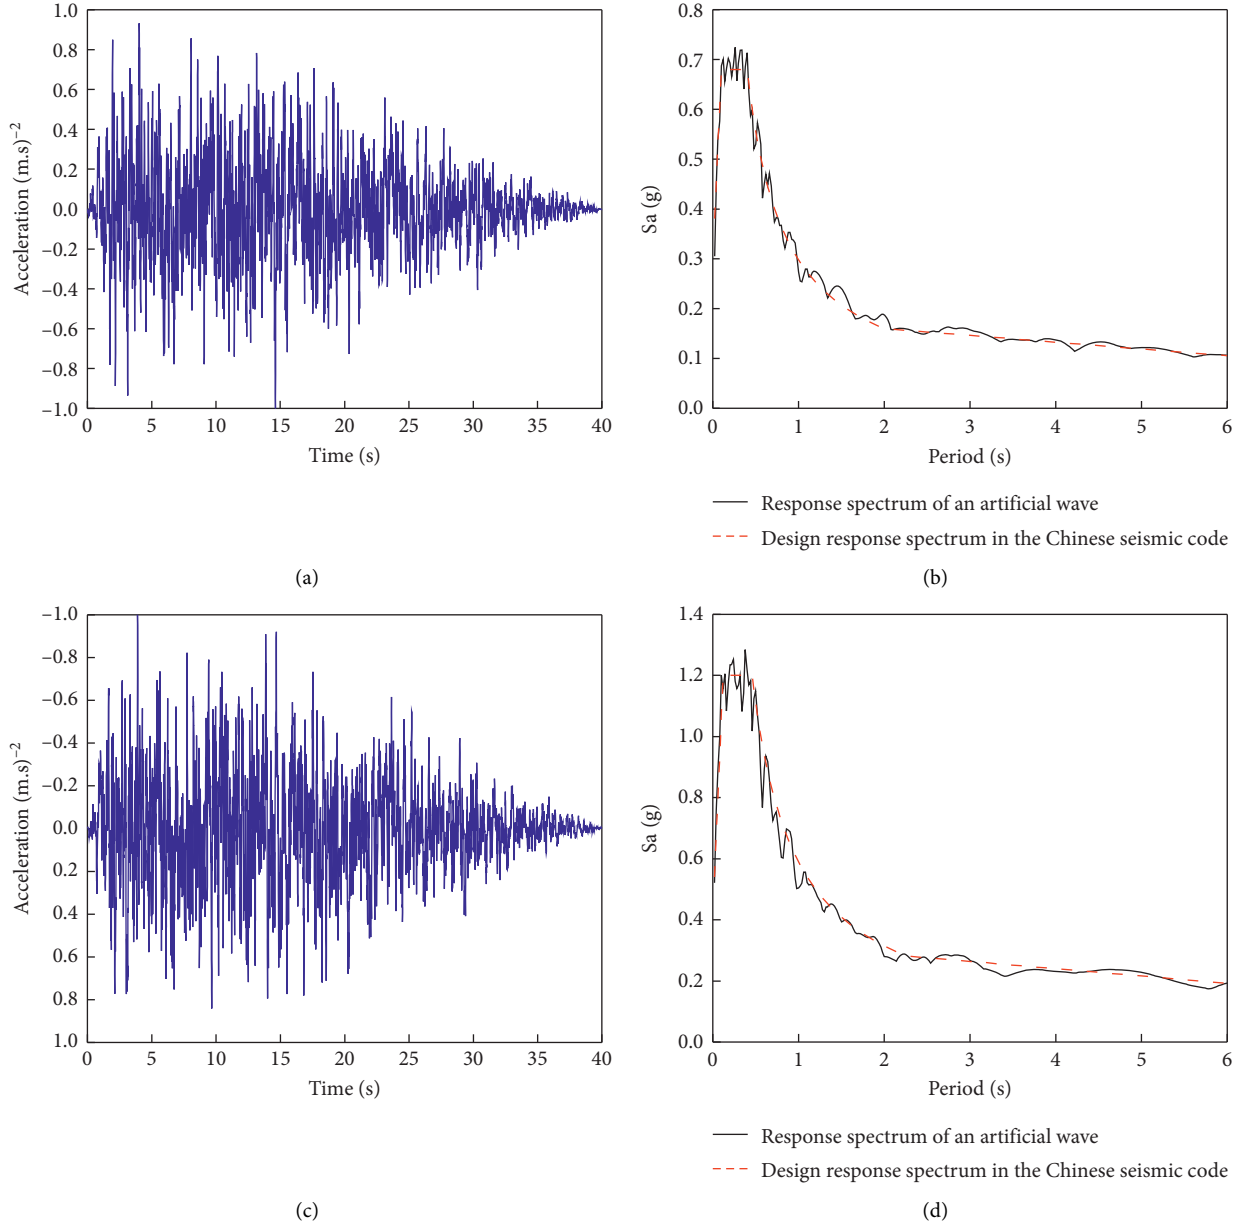 1.0
0.8
0.6
0.4
0.2
0.0
–0.2
–0.4
–0.6
–0.8
–1.0
Acceleration (m.s)–2
0 5 10 15 20 25 30 35 40
Time (s)
(a)
0.8
0.7
0.6
0.5
0.4
0.3
0.2
0.1
0.0
Sa (g)
0 1 2 3 4 5 6
Period (s)
Response spectrum of an artificial wave
Design response spectrum in the Chinese seismic code
(b)
–1.0
–0.8
–0.6
–0.4
–0.2
0.0
0.2
0.4
0.6
0.8
1.0
Acceleration (m.s)–2
0 5 10 15 20 25 30 35 40
Time (s)
(c)
1.4
1.2
1.0
0.8
0.6
0.4
0.2
0.0
Sa (g)
0 1 2 3 4 5 6
Period (s)
Response spectrum of an artificial wave
Design response spectrum in the Chinese seismic code
(d)